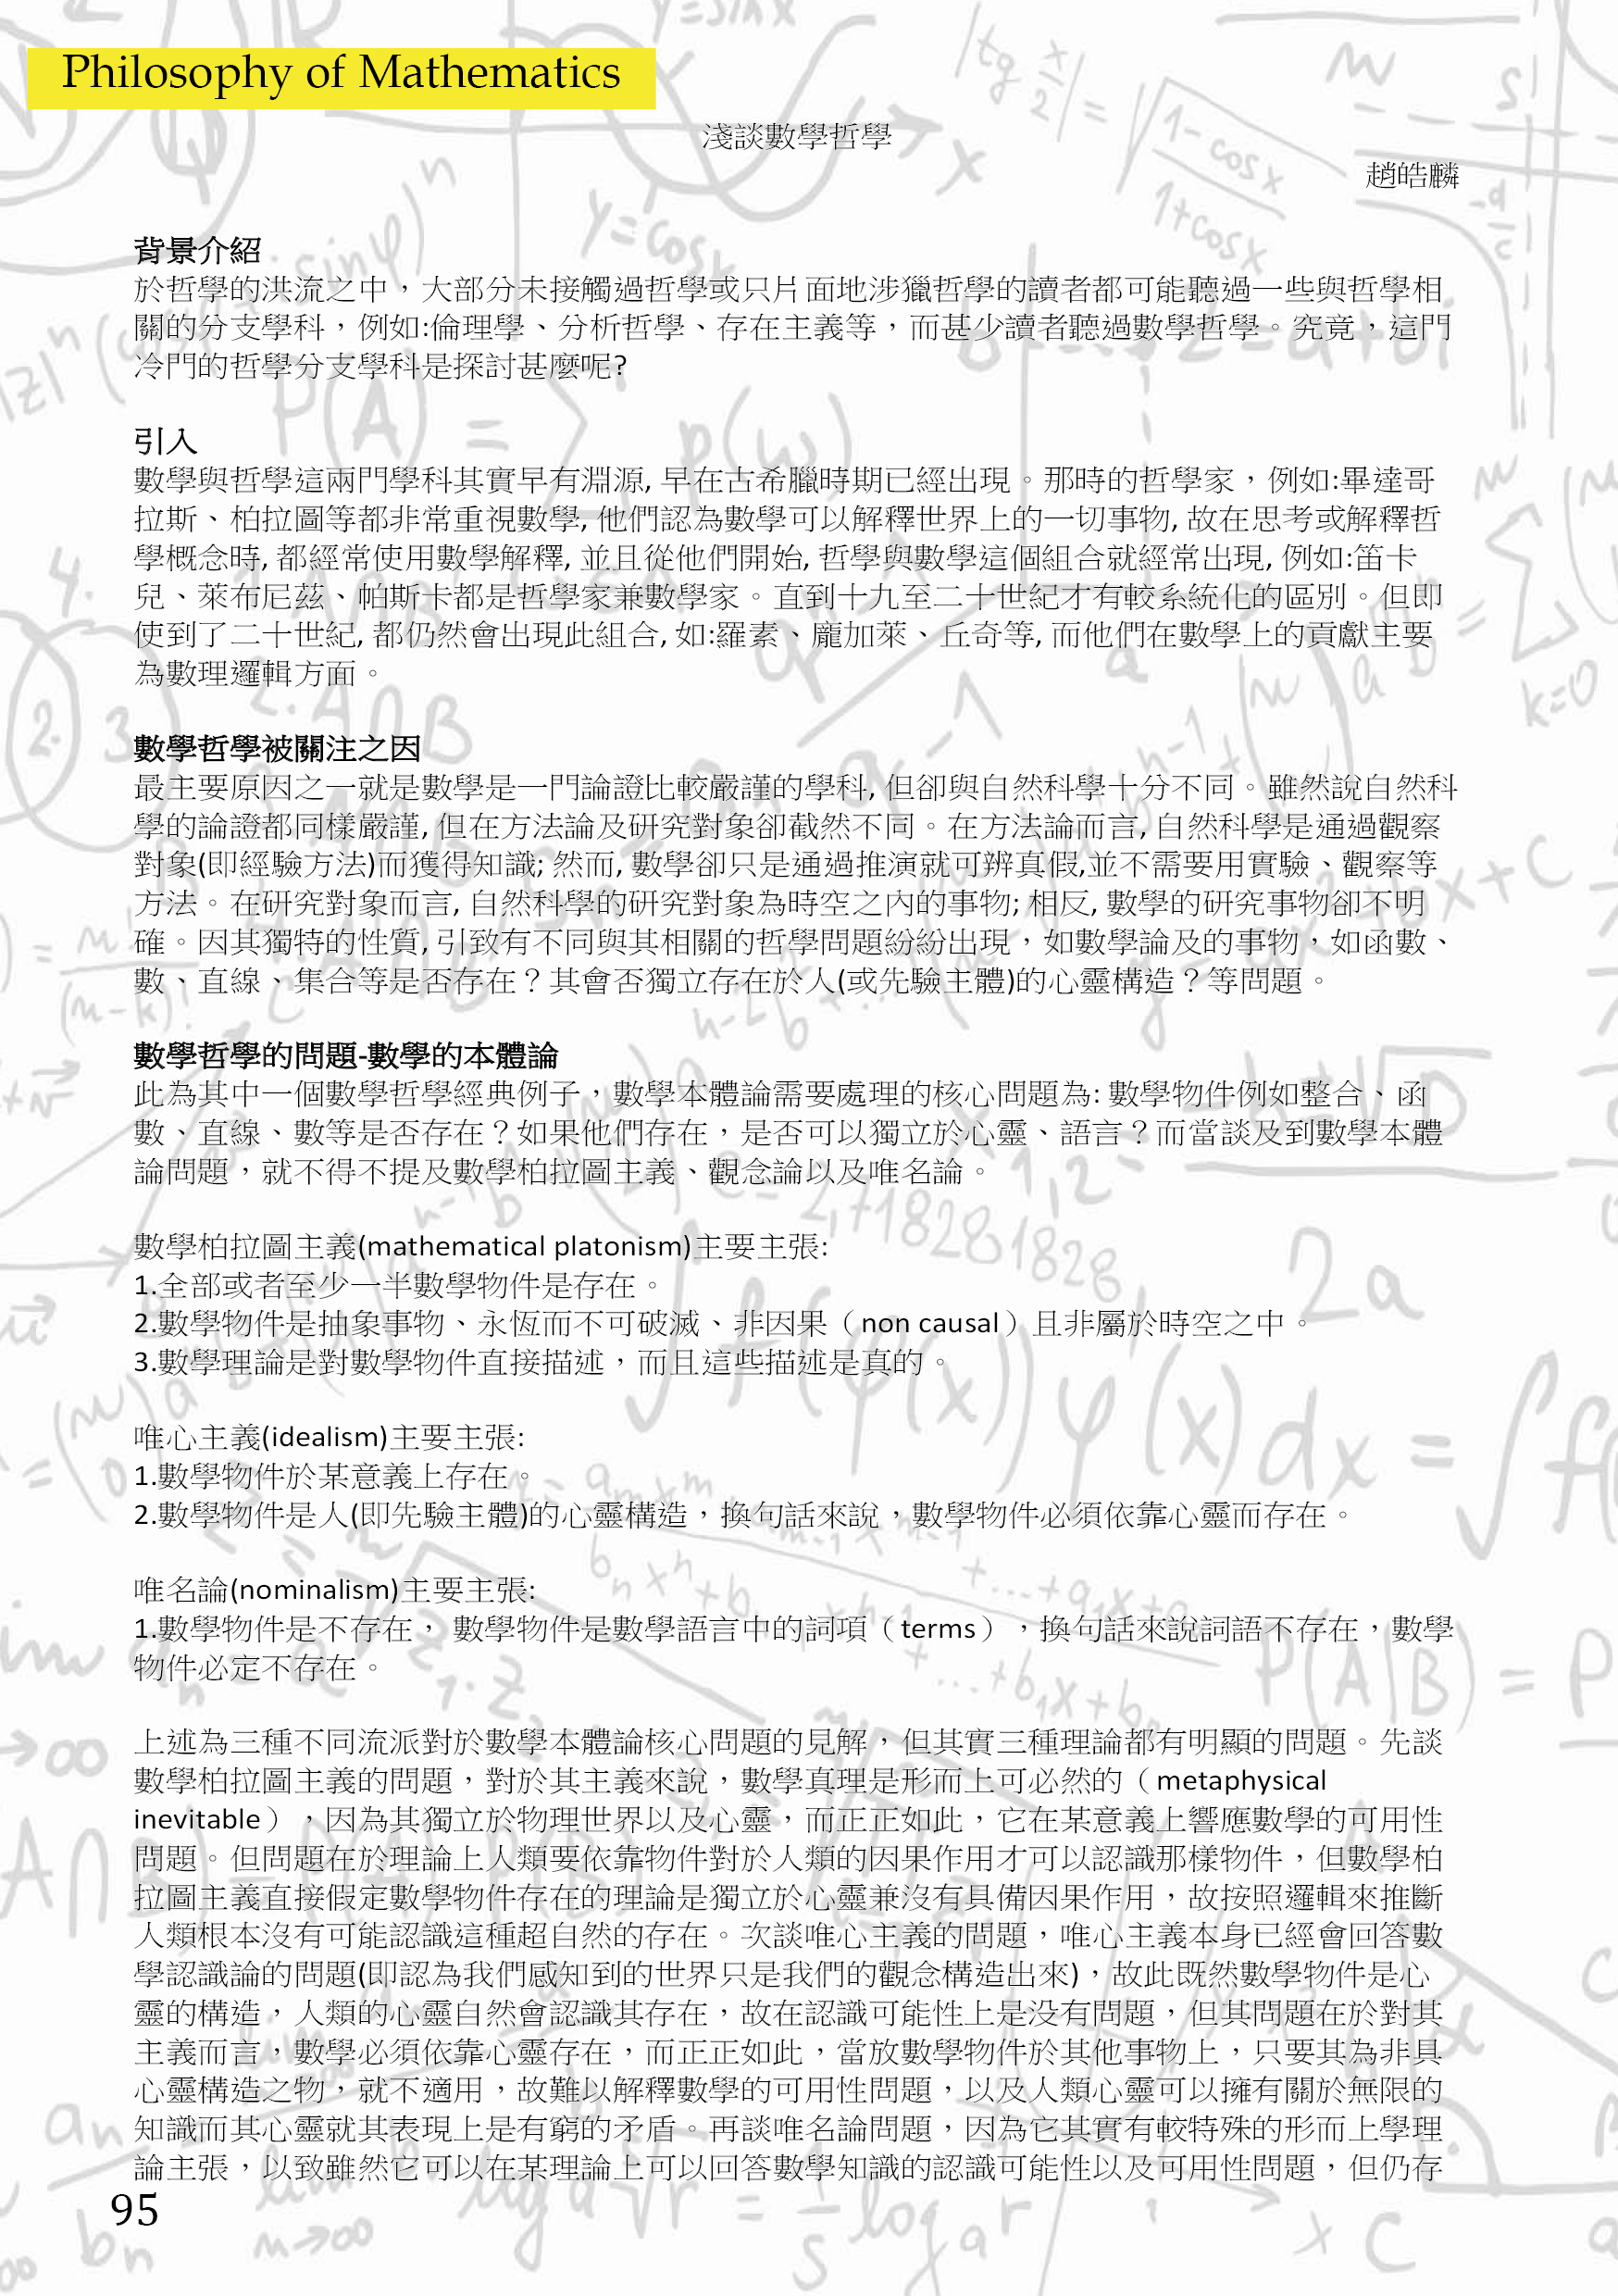 Philosophy of Mathematics
淺談數學哲學
趙皓麟
背景介紹
於哲學的洪流之中，大部分未接觸過哲學或只片面地涉獵哲學的讀者都可能聽過一些與哲學相
關的分支學科，例如:倫理學、分析哲學、存在主義等，而甚少讀者聽過數學哲學。究竟，這門
冷門的哲學分支學科是探討甚麼呢?
引入
數學與哲學這兩門學科其實早有淵源, 早在古希臘時期已經出現。那時的哲學家，例如:畢達哥
拉斯、柏拉圖等都非常重視數學, 他們認為數學可以解釋世界上的一切事物, 故在思考或解釋哲
學概念時, 都經常使用數學解釋, 並且從他們開始, 哲學與數學這個組合就經常出現, 例如:笛卡
兒、萊布尼茲、帕斯卡都是哲學家兼數學家。直到十九至二十世紀才有較系統化的區別。但即
使到了二十世紀, 都仍然會出現此組合, 如:羅素、龐加萊、丘奇等, 而他們在數學上的貢獻主要
為數理邏輯方面。
數學哲學被關注之因
最主要原因之一就是數學是一門論證比較嚴謹的學科, 但卻與自然科學十分不同。雖然說自然科
學的論證都同樣嚴謹, 但在方法論及研究對象卻截然不同。在方法論而言, 自然科學是通過觀察
對象(即經驗方法)而獲得知識; 然而, 數學卻只是通過推演就可辨真假,並不需要用實驗、觀察等
方法。在研究對象而言, 自然科學的研究對象為時空之內的事物; 相反, 數學的研究事物卻不明
確。因其獨特的性質, 引致有不同與其相關的哲學問題紛紛出現，如數學論及的事物，如函數、
數、直線、集合等是否存在？其會否獨立存在於人(或先驗主體)的心靈構造？等問題。
數學哲學的問題-數學的本體論
此為其中一個數學哲學經典例子，數學本體論需要處理的核心問題為: 數學物件例如整合、函
數、直線、數等是否存在？如果他們存在，是否可以獨立於心靈、語言？而當談及到數學本體
論問題，就不得不提及數學柏拉圖主義、觀念論以及唯名論。
數學柏拉圖主義(mathematical platonism)主要主張:
1.全部或者至少一半數學物件是存在。
2.數學物件是抽象事物、永恆而不可破滅、非因果（non causal）且非屬於時空之中。
3.數學理論是對數學物件直接描述，而且這些描述是真的。
唯心主義(idealism)主要主張:
1.數學物件於某意義上存在。
2.數學物件是人(即先驗主體)的心靈構造，換句話來說，數學物件必須依靠心靈而存在。
唯名論(nominalism)主要主張:
1.數學物件是不存在， 數學物件是數學語言中的詞項（terms），換句話來說詞語不存在，數學
物件必定不存在。
上述為三種不同流派對於數學本體論核心問題的見解，但其實三種理論都有明顯的問題。先談
數學柏拉圖主義的問題，對於其主義來說，數學真理是形而上可必然的（metaphysical
inevitable），因為其獨立於物理世界以及心靈，而正正如此，它在某意義上響應數學的可用性
問題。但問題在於理論上人類要依靠物件對於人類的因果作用才可以認識那樣物件，但數學柏
拉圖主義直接假定數學物件存在的理論是獨立於心靈兼沒有具備因果作用，故按照邏輯來推斷
人類根本沒有可能認識這種超自然的存在。次談唯心主義的問題，唯心主義本身已經會回答數
學認識論的問題(即認為我們感知到的世界只是我們的觀念構造出來)，故此既然數學物件是心
靈的構造，人類的心靈自然會認識其存在，故在認識可能性上是没有問題，但其問題在於對其
主義而言，數學必須依靠心靈存在，而正正如此，當放數學物件於其他事物上，只要其為非具
心靈構造之物，就不適用，故難以解釋數學的可用性問題，以及人類心靈可以擁有關於無限的
知識而其心靈就其表現上是有窮的矛盾。再談唯名論問題，因為它其實有較特殊的形而上學理
論主張，以致雖然它可以在某理論上可以回答數學知識的認識可能性以及可用性問題，但仍存
95